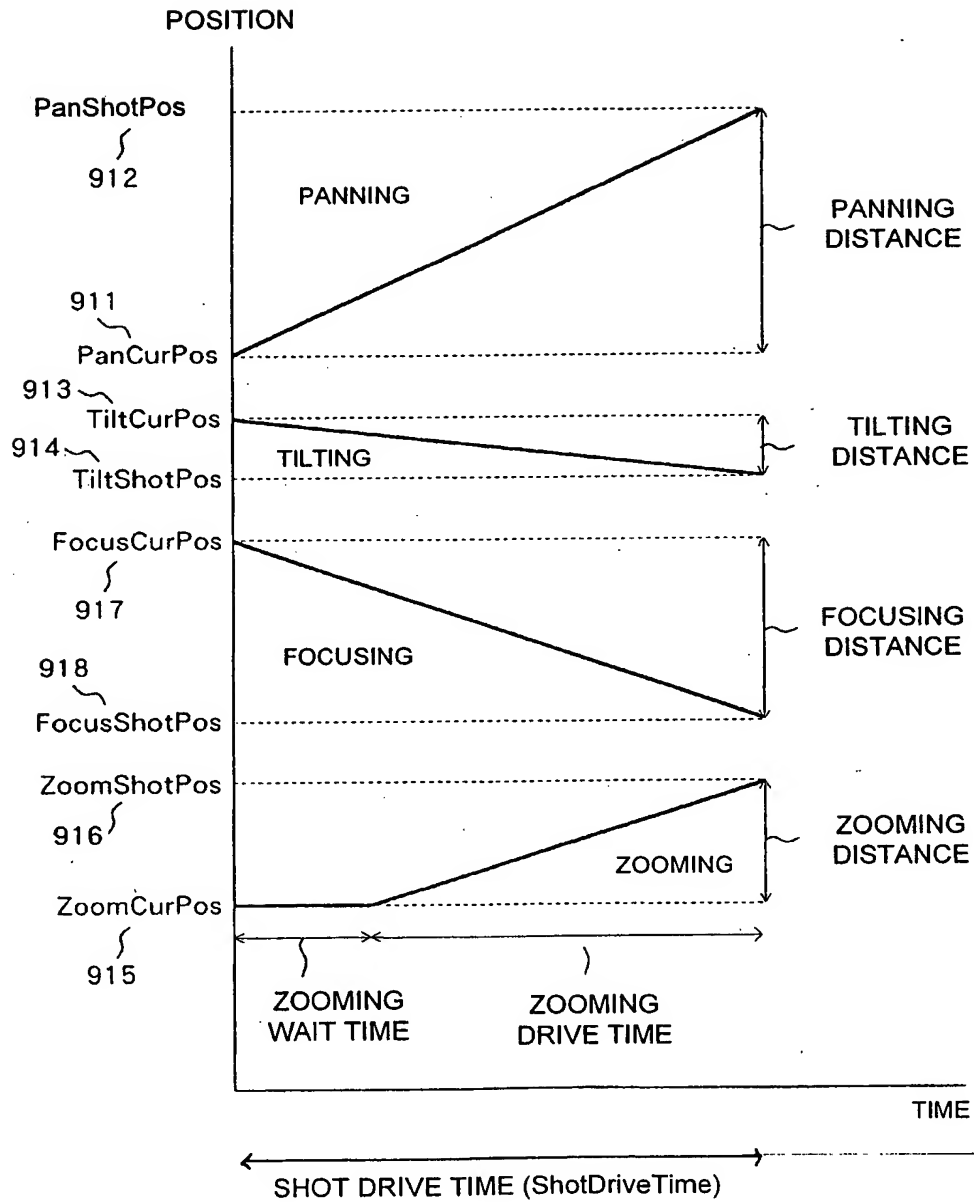 POSITION
PanShotPos
912
PANNING
PANNING
DISTANCE
911
PanCurPos
913
TiltCurPos
914
TILTING
TILTING
DISTANCE
TiltShotPos
FocusCurPos
917
FOCUSING
FOCUSING
DISTANCE
918
FocusShotPos
ZoomShotPos
916
ZOOMING
ZOOMING
DISTANCE
ZoomCurPos
915
ZOOMING
WAIT TIME
ZOOMING
DRIVE TIME
TIME
SHOT DRIVE TIME (ShotDriveTime)